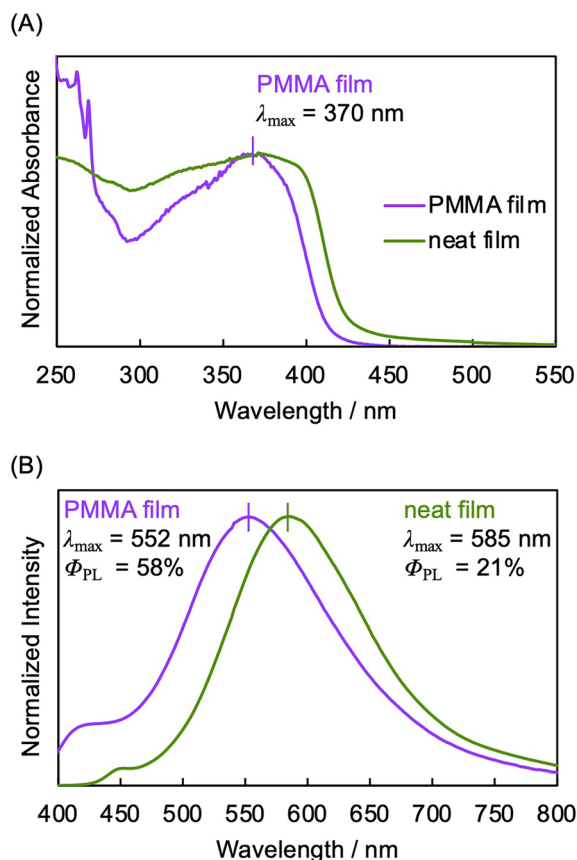 (A)
PMMA film
λmax = 370 nm
PMMA film
neat film
Normalized Absorbance
250 300 350 400 450 500 550
Wavelength / nm
(B)
PMMA film
λmax = 552 nm
ΦPL = 58%
neat film
λmax = 585 nm
ΦPL = 21%
Normalized Intensity
400 450 500 550 600 650 700 750 800
Wavelength / nm